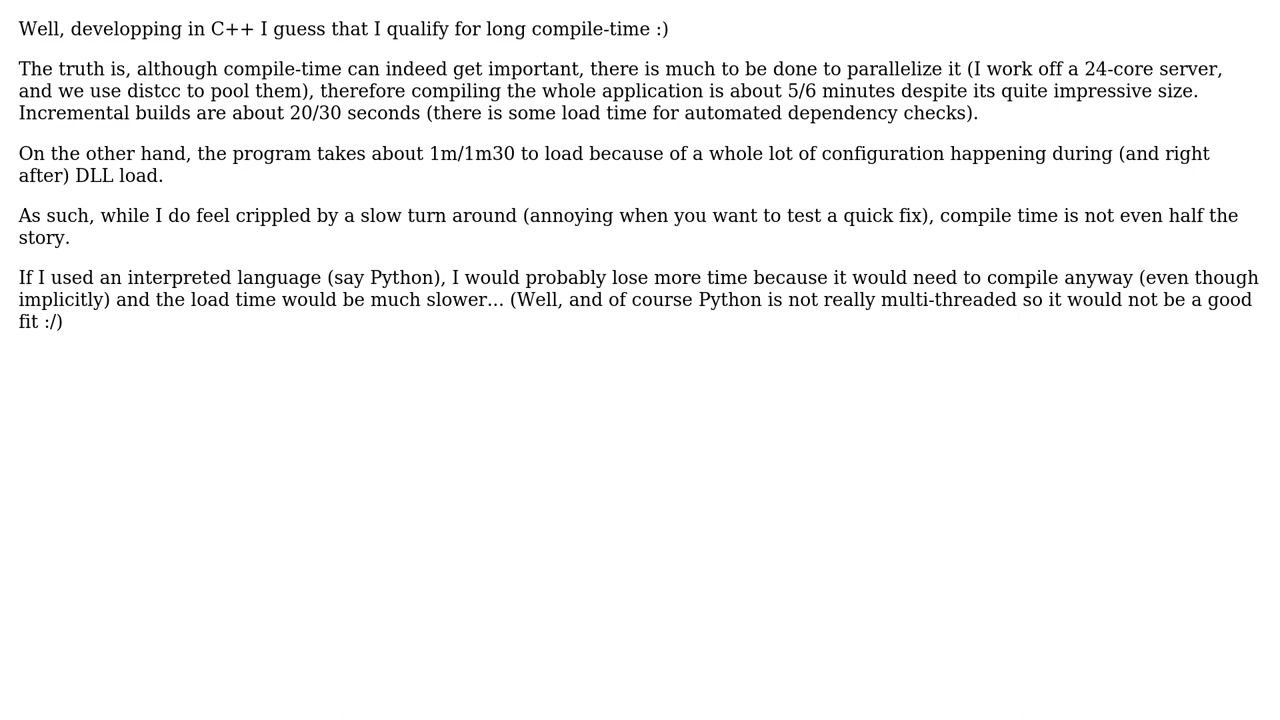 Well, developping in C++ I guess that I qualify for long compile-time :)
The truth is, although compile-time can indeed get important, there is much to be done to parallelize it (I work off a 24-core server,
and we use distcc to pool them), therefore compiling the whole application is about 5/6 minutes despite its quite impressive size.
Incremental builds are about 20/30 seconds (there is some load time for automated dependency checks).
On the other hand, the program takes about 1m/1m30 to load because of a whole lot of configuration happening during (and right
after) DLL load.
As such, while I do feel crippled by a slow turn around (annoying when you want to test a quick fix), compile time is not even half the
story.
If I used an interpreted language (say Python), I would probably lose more time because it would need to compile anyway (even though
implicitly) and the load time would be much slower... (Well, and of course Python is not really multi-threaded so it would not be a good
fit :/)